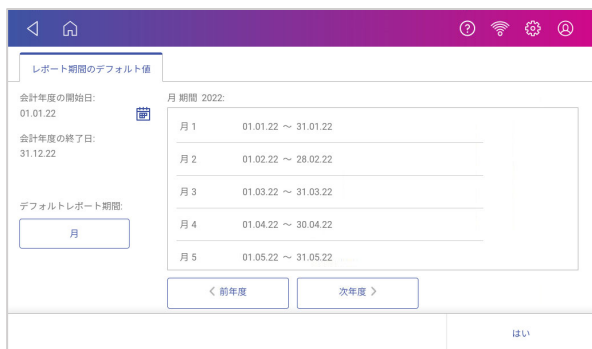 レポート期間のデフォルト値
会計年度の開始日:
01.01.22
会計年度の終了日:
31.12.22
デフォルトレポート期間:
月
月 期間 2022:
月 1 01.01.22 ～ 31.01.22
月 2 01.02.22 ～ 28.02.22
月 3 01.03.22 ～ 31.03.22
月 4 01.04.22 ～ 30.04.22
月 5 01.05.22 ～ 31.05.22
前年度
次年度
はい